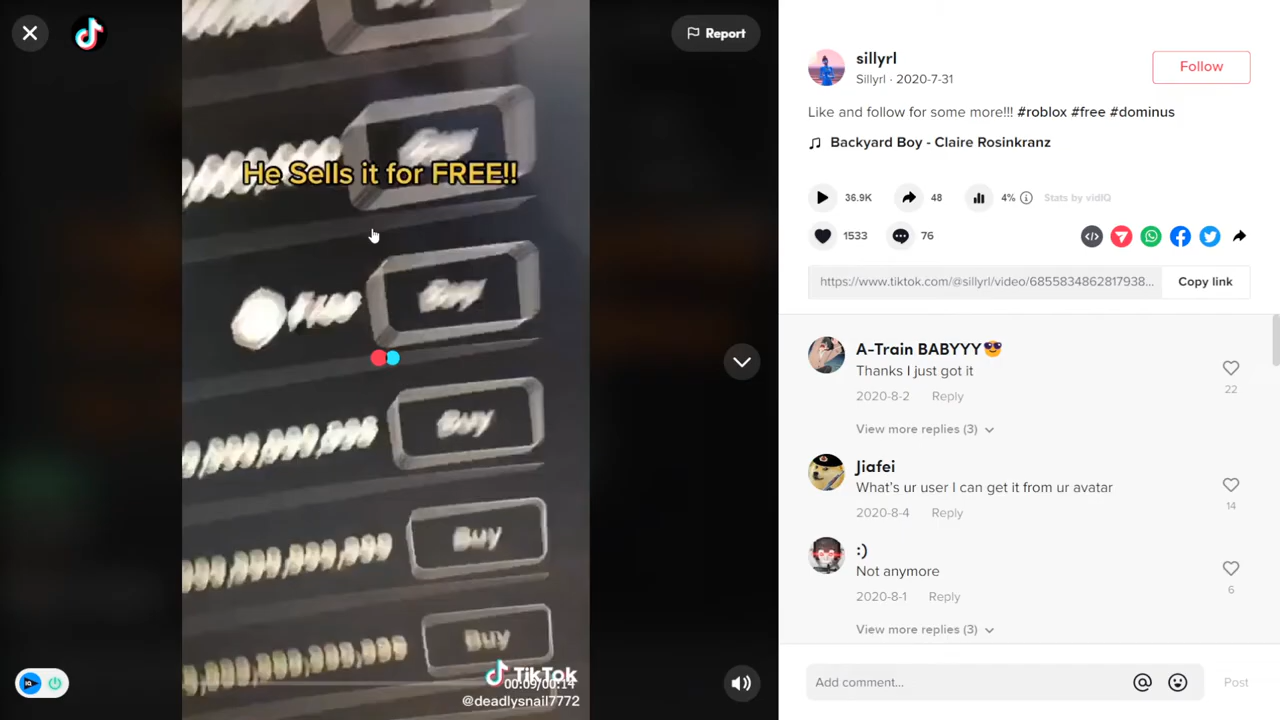 Report
He Sells it for FREE!!
Free
Buy
Buy
Buy
Buy
TikTok
00:09/00:14
@deadlysnail7772
sillyrl
Sillyrl · 2020-7-31
Follow
Like and follow for some more!!! #roblox #free #dominus
Backyard Boy - Claire Rosinkranz
36.9K
48
4%
Stats by vidIQ
1533
76
https://www.tiktok.com/@sillyrl/video/6855834862817938...
Copy link
A-Train BABYYY😎
Thanks I just got it
22
2020-8-2 Reply
View more replies (3)
Jiafei
What's ur user I can get it from ur avatar
14
2020-8-4 Reply
:)
Not anymore
6
2020-8-1 Reply
View more replies (3)
Add comment...
Post